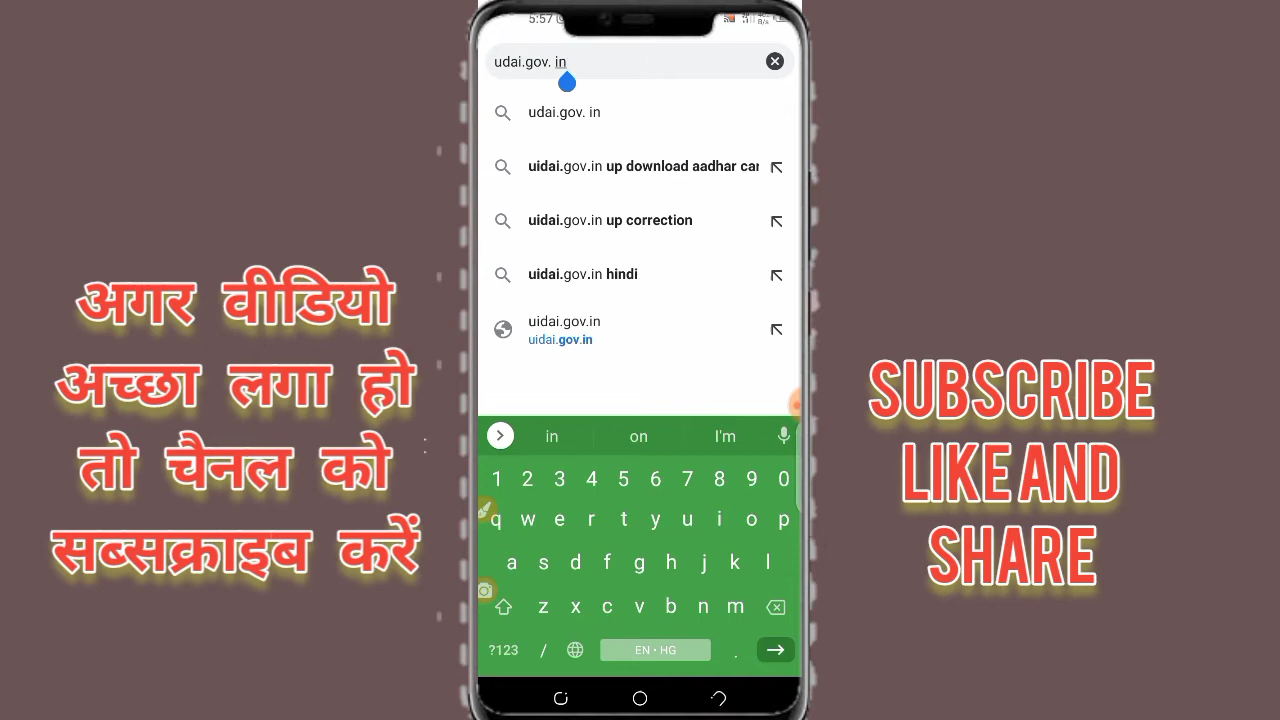 5:57
udai.gov. in
udai.gov. in
uidai.gov.in up download aadhar car
uidai.gov.in up correction
uidai.gov.in hindi
uidai.gov.in
uidai.gov.in
in on I'm
1 2 3 4 5 6 7 8 9 0
q w e r t y u i o p
a s d f g h j k l
z x c v b n m
?123 / EN • HG .
अगर वीडियो
अच्छा लगा हो
तो चैनल को
सब्सक्राइब करें
SUBSCRIBE
LIKE AND
SHARE